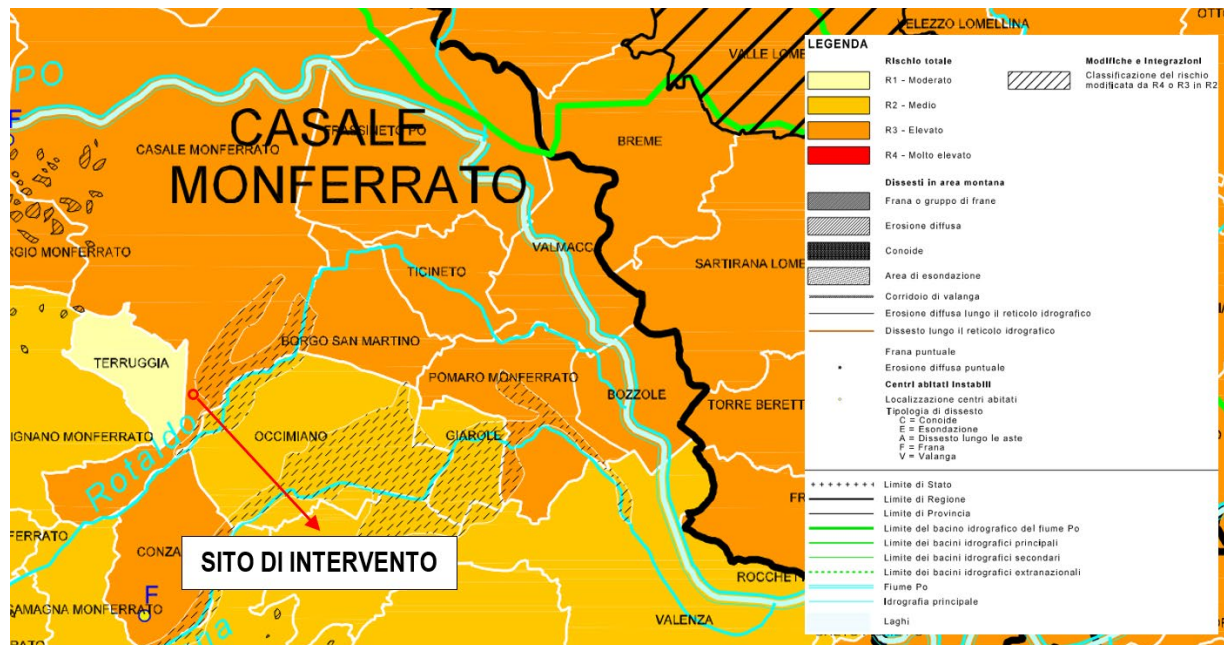 PO
F
CASALE
MONFERRATO
CASALE MONFERRATO
FRASSINETO PO
BREME
VELEZZO LOMELLINA
VALLE LOME
OTT
RGIO MONFERRATO
VALMACC
SARTIRANA LOME
TICINETO
BORGO SAN MARTINO
TERRUGGIA
POMARO MONFERRATO
BOZZOLE
TORRE BERETT
IGNANO MONFERRATO
OCCIMIANO
GIAROLE
Rotaldo
FR
FERRATO
CONZA
SITO DI INTERVENTO
ROCCHET
F
SAMAGNA MONFERRATO
VALENZA
RATO
na
LEGENDA
Rischio totale
R1 - Moderato
R2 - Medio
R3 - Elevato
R4 - Molto elevato
Modifiche e Integrazioni
Classificazione del rischio
modificata da R4 o R3 in R2
Dissesti in area montana
Frana o gruppo di frane
Erosione diffusa
Conoide
Area di esondazione
Corridoio di valanga
Erosione diffusa lungo il reticolo idrografico
Dissesto lungo il reticolo idrografico
Frana puntuale
Erosione diffusa puntuale
Centri abitati instabili
Localizzazione centri abitati
Tipologia di dissesto
C = Conoide
E = Esondazione
A = Dissesto lungo le aste
F = Frana
V = Valanga
Limite di Stato
Limite di Regione
Limite di Provincia
Limite del bacino idrografico del fiume Po
Limite dei bacini idrografici principali
Limite dei bacini idrografici secondari
Limite dei bacini idrografici extranazionali
Fiume Po
Idrografia principale
Laghi